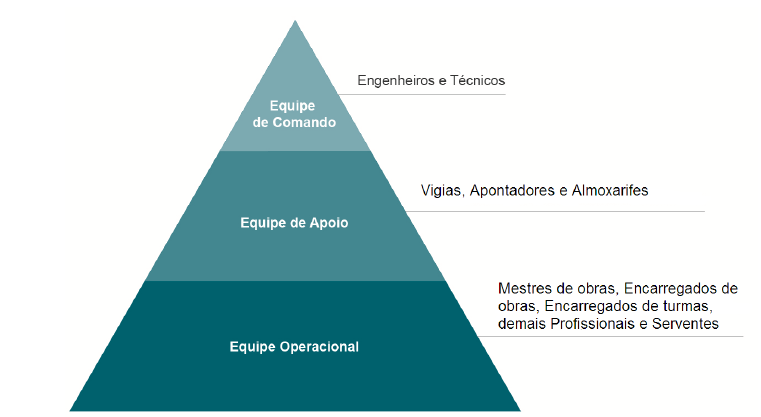 Engenheiros e Técnicos
Equipe
de Comando
Vigias, Apontadores e Almoxarifes
Equipe de Apoio
Mestres de obras, Encarregados de
obras, Encarregados de turmas,
demais Profissionais e Serventes
Equipe Operacional